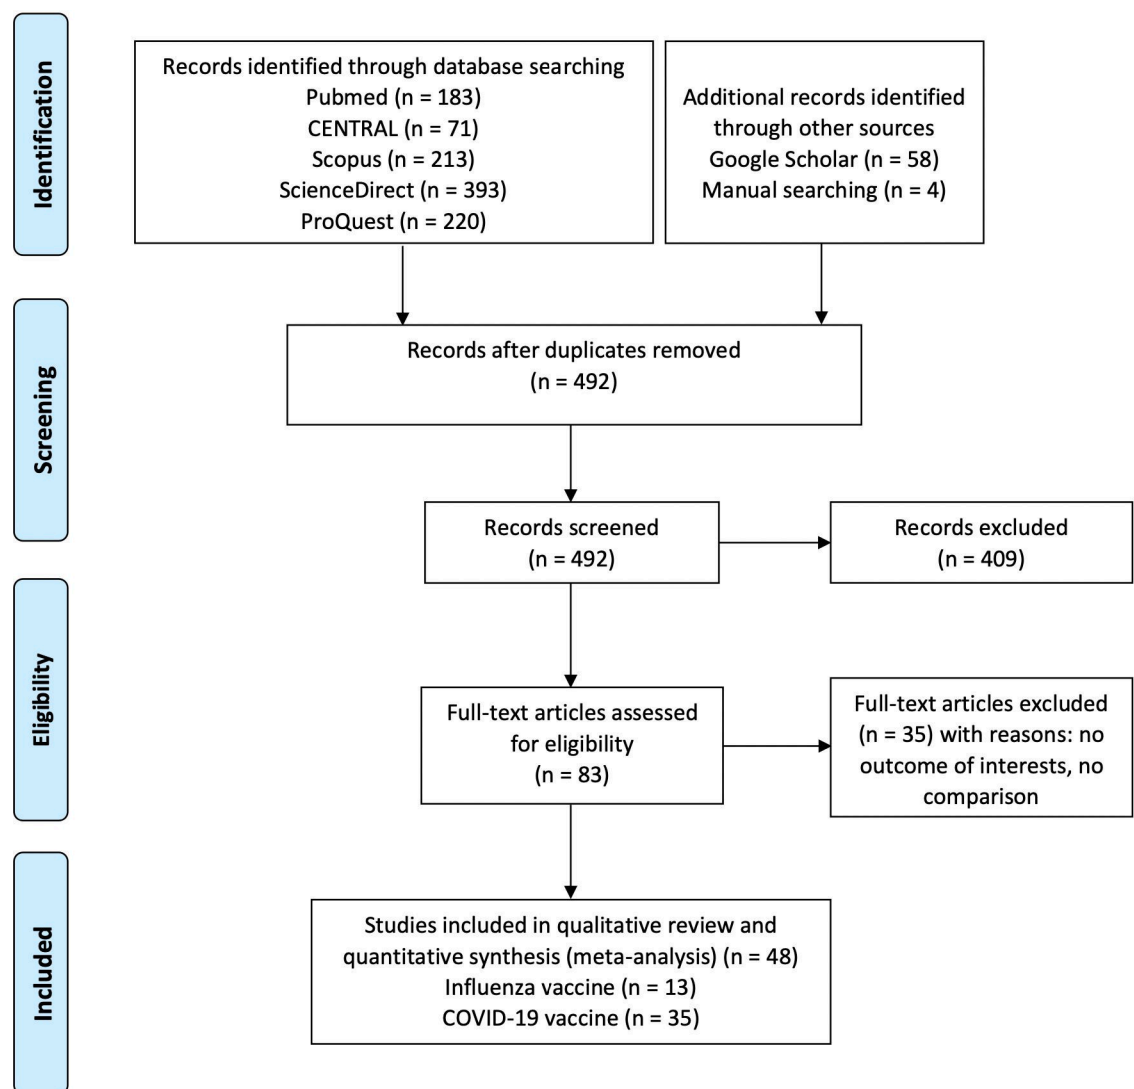 Identification
Records identified through database searching
Pubmed (n = 183)
CENTRAL (n = 71)
Scopus (n = 213)
ScienceDirect (n = 393)
ProQuest (n = 220)
Additional records identified
through other sources
Google Scholar (n = 58)
Manual searching (n = 4)
Screening
Records after duplicates removed
(n = 492)
Records screened
(n = 492)
Records excluded
(n = 409)
Eligibility
Full-text articles assessed
for eligibility
(n = 83)
Full-text articles excluded
(n = 35) with reasons: no
outcome of interests, no
comparison
Included
Studies included in qualitative review and
quantitative synthesis (meta-analysis) (n = 48)
Influenza vaccine (n = 13)
COVID-19 vaccine (n = 35)